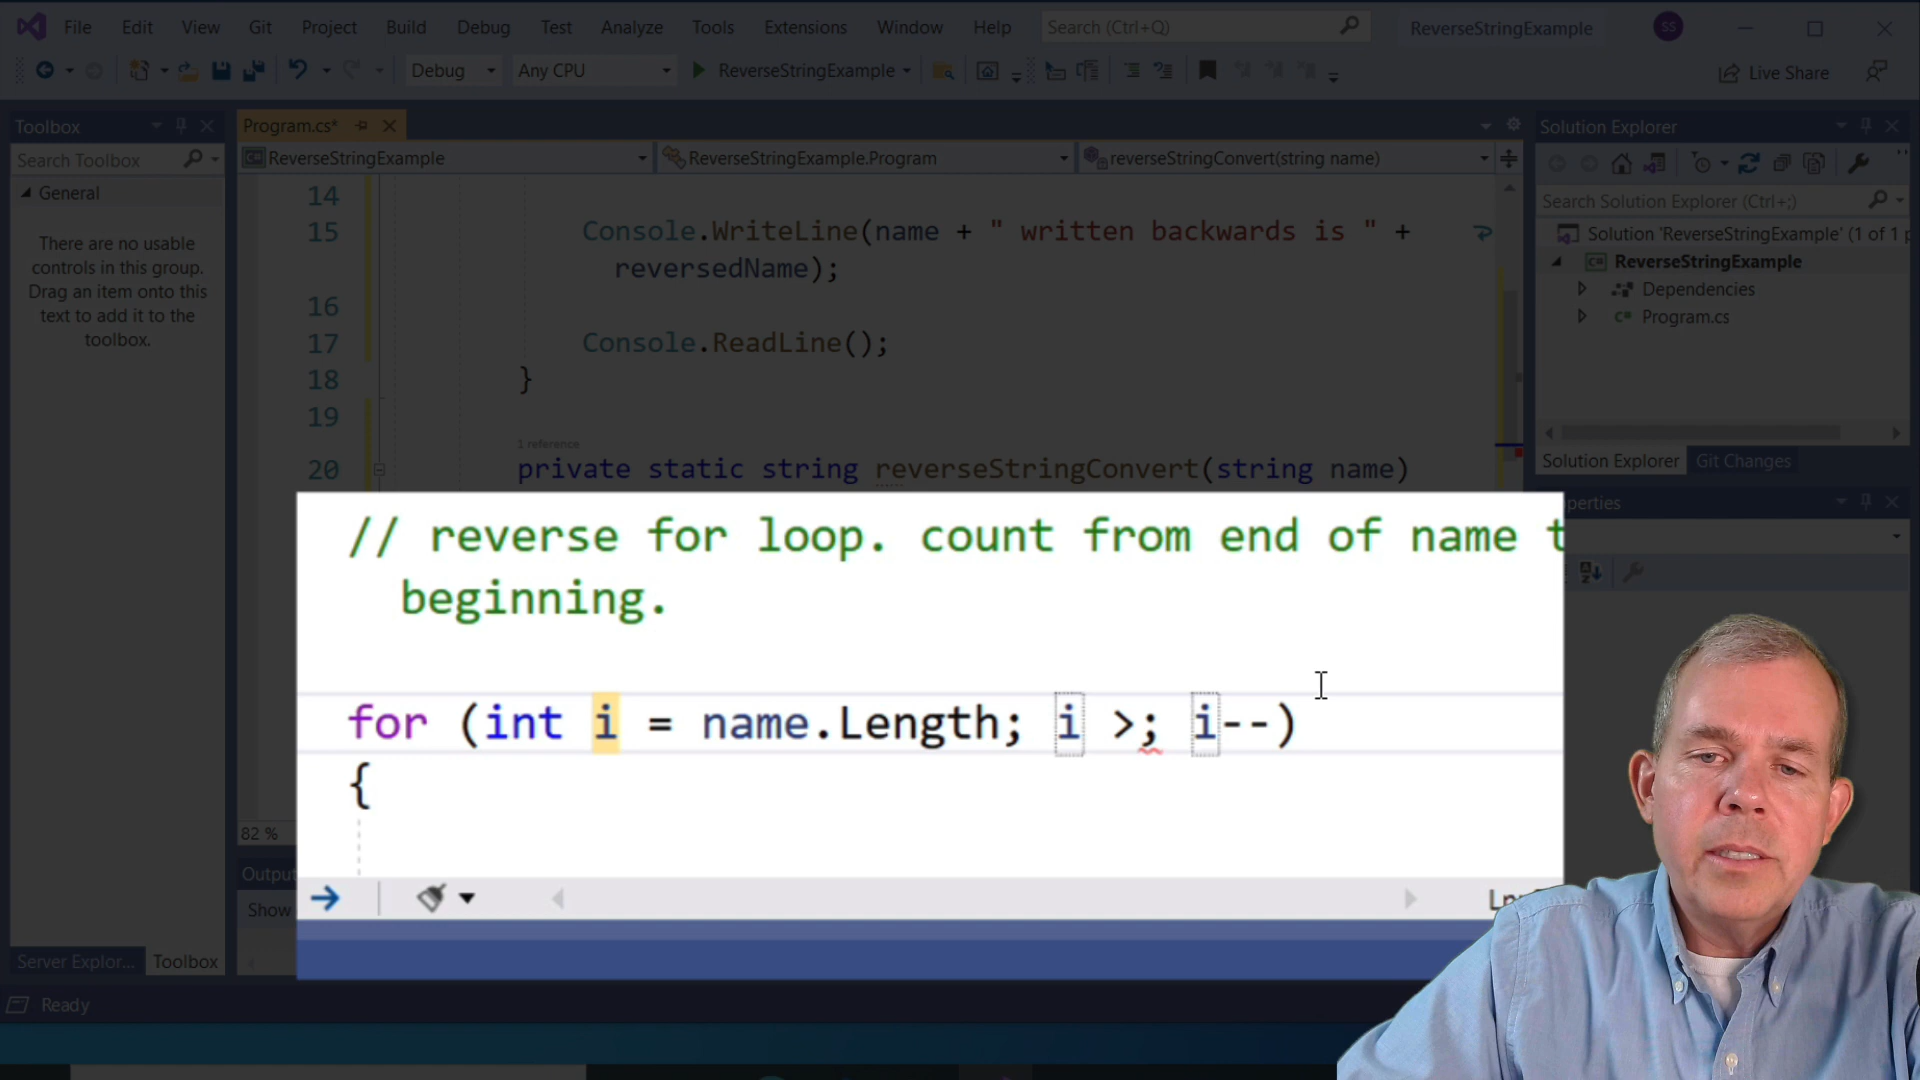 File Edit View Git Project Build Debug Test Analyze Tools Extensions Window Help Search (Ctrl+Q) ReverseStringExample SS
Debug Any CPU ReverseStringExample Live Share
Toolbox
Search Toolbox
General
There are no usable
controls in this group.
Drag an item onto this
text to add it to the
toolbox.
Server Explor... Toolbox
Program.cs*
ReverseStringExample ReverseStringExample.Program reverseStringConvert(string name)
14
15 Console.WriteLine(name + " written backwards is " +
reversedName);
16
17 Console.ReadLine();
18 }
19
1 reference
20 private static string reverseStringConvert(string name)
// reverse for loop. count from end of name t
beginning.
for (int i = name.Length; i >; i--)
{
82 %
Output
Show
Solution Explorer
Search Solution Explorer (Ctrl+;)
Solution 'ReverseStringExample' (1 of 1 p
ReverseStringExample
Dependencies
C# Program.cs
Solution Explorer Git Changes
perties
Ready